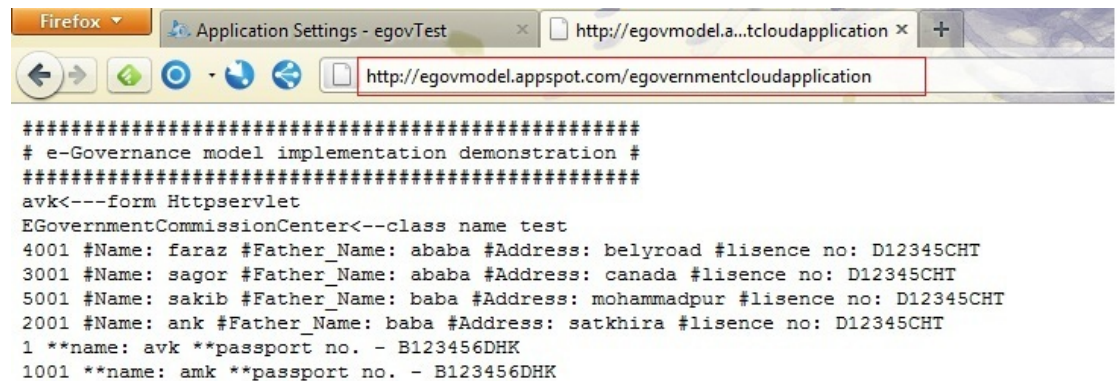 Firefox
Application Settings - egovTest × http://egovmodel.a...tcloudapplication × +
http://egovmodel.appspot.com/egovernmentcloudapplication
###################################################
# e-Governance model implementation demonstration #
###################################################
avk<---form Httpservlet
EGovernmentCommissionCenter<--class name test
4001 #Name: faraz #Father_Name: ababa #Address: belyroad #lisence no: D12345CHT
3001 #Name: sagor #Father_Name: ababa #Address: canada #lisence no: D12345CHT
5001 #Name: sakib #Father_Name: baba #Address: mohammadpur #lisence no: D12345CHT
2001 #Name: ank #Father_Name: baba #Address: satkhira #lisence no: D12345CHT
1 **name: avk **passport no. - B123456DHK
1001 **name: amk **passport no. - B123456DHK